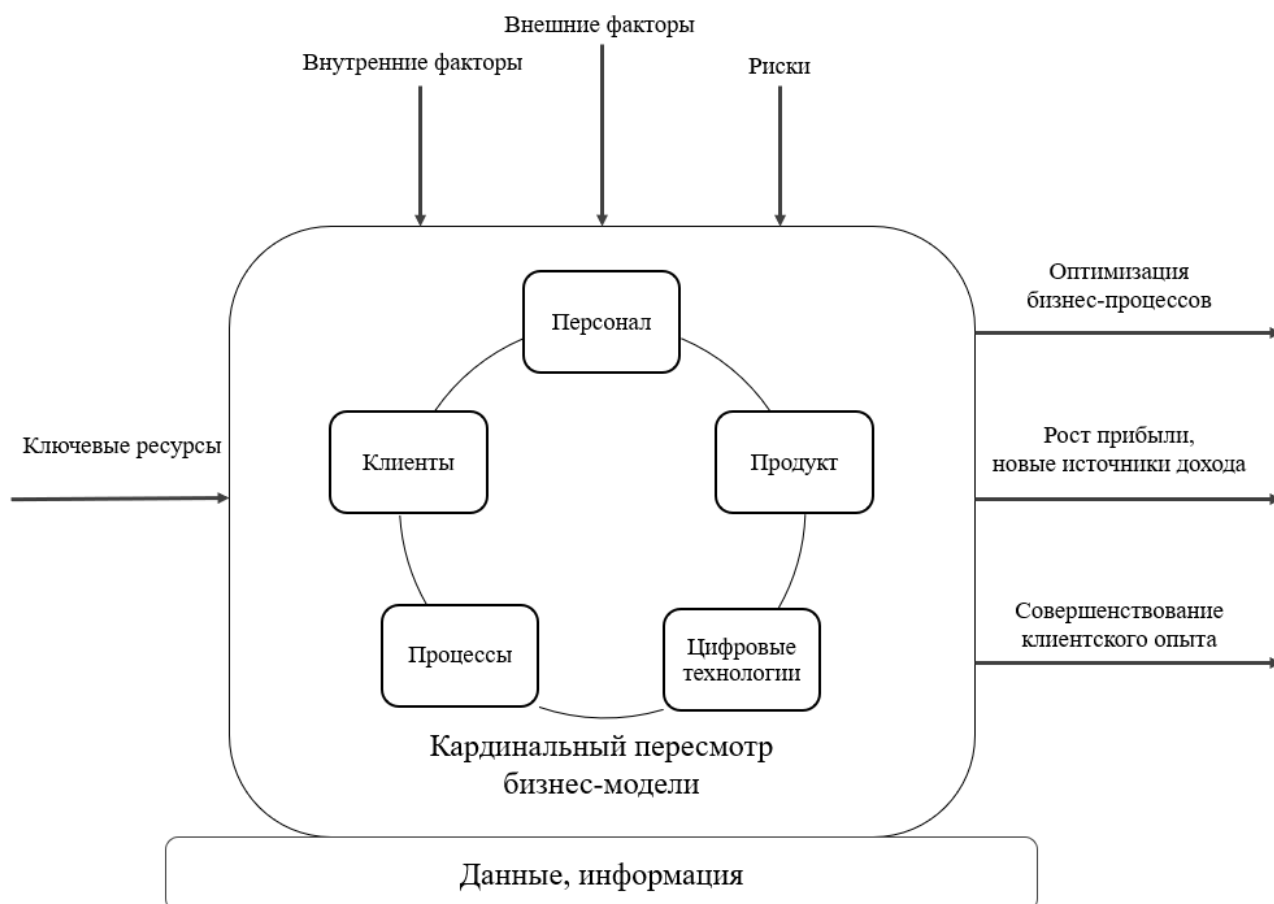 Внешние факторы
Внутренние факторы
Риски
Персонал
Оптимизация
бизнес-процессов
Ключевые ресурсы
Клиенты
Продукт
Рост прибыли,
новые источники дохода
Процессы
Цифровые
технологии
Совершенствование
клиентского опыта
Кардинальный пересмотр
бизнес-модели
Данные, информация